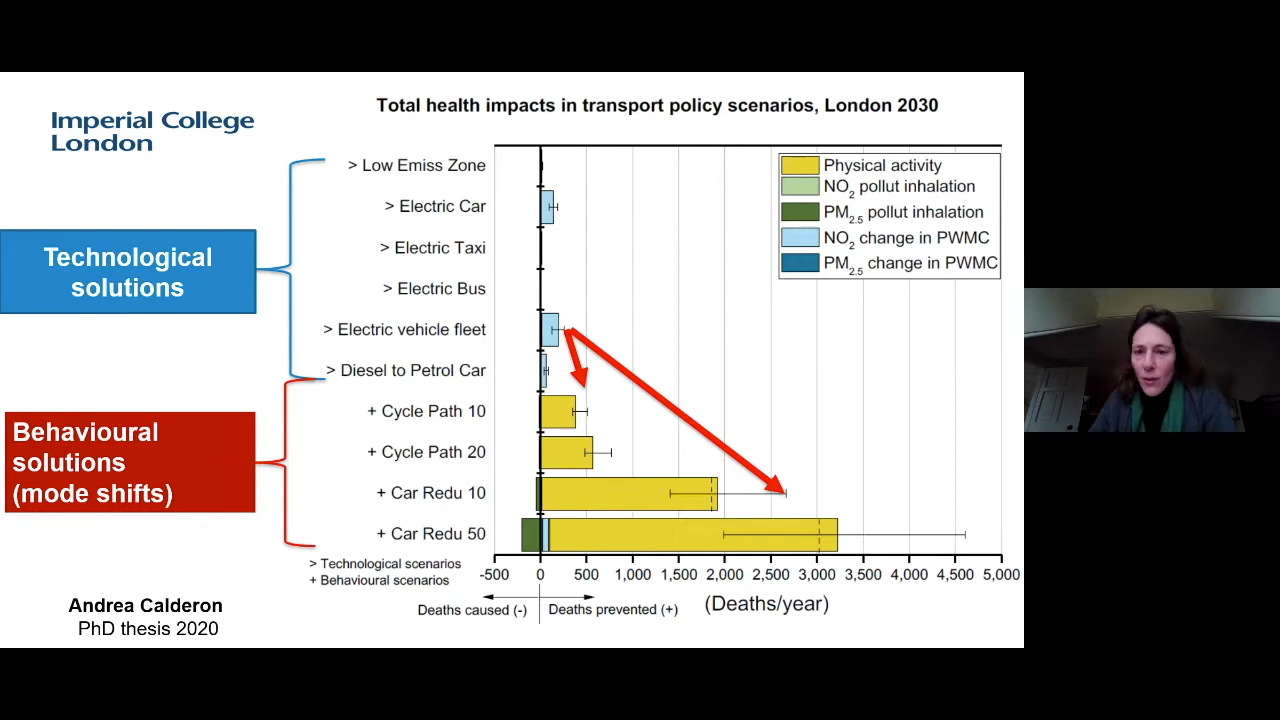 Imperial College
London
Total health impacts in transport policy scenarios, London 2030
Technological
solutions
Behavioural
solutions
(mode shifts)
> Low Emiss Zone
> Electric Car
> Electric Taxi
> Electric Bus
> Electric vehicle fleet
> Diesel to Petrol Car
+ Cycle Path 10
+ Cycle Path 20
+ Car Redu 10
+ Car Redu 50
Physical activity
NO2 pollut inhalation
PM2.5 pollut inhalation
NO2 change in PWMC
PM2.5 change in PWMC
> Technological scenarios
+ Behavioural scenarios
-500 0 500 1,000 1,500 2,000 2,500 3,000 3,500 4,000 4,500 5,000
Deaths caused (-) Deaths prevented (+) (Deaths/year)
Andrea Calderon
PhD thesis 2020